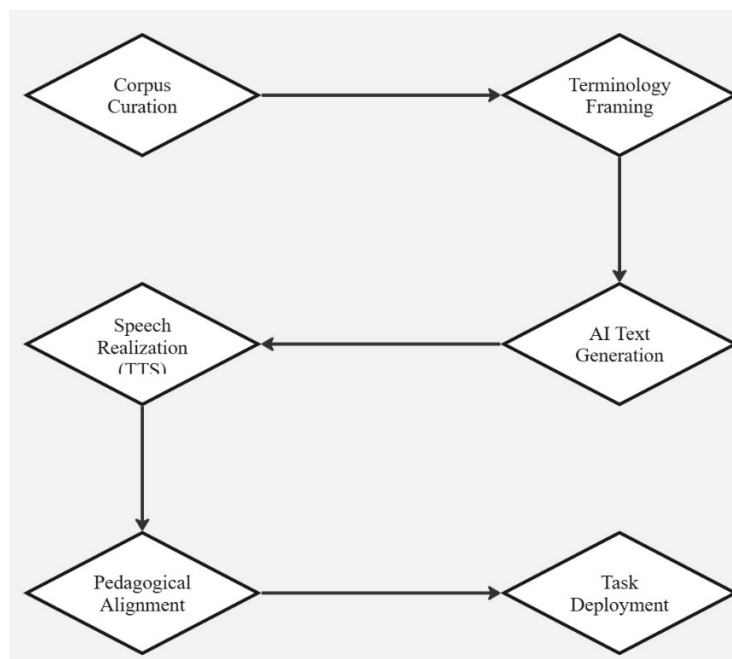 Corpus
Curation
Terminology
Framing
AI Text
Generation
Speech
Realization
(TTS)
Pedagogical
Alignment
Task
Deployment